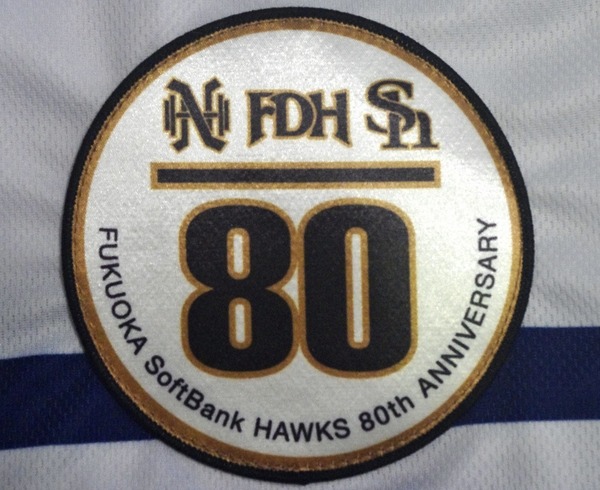 NH FDH Sh
80
FUKUOKA SoftBank HAWKS 80th ANNIVERSARY